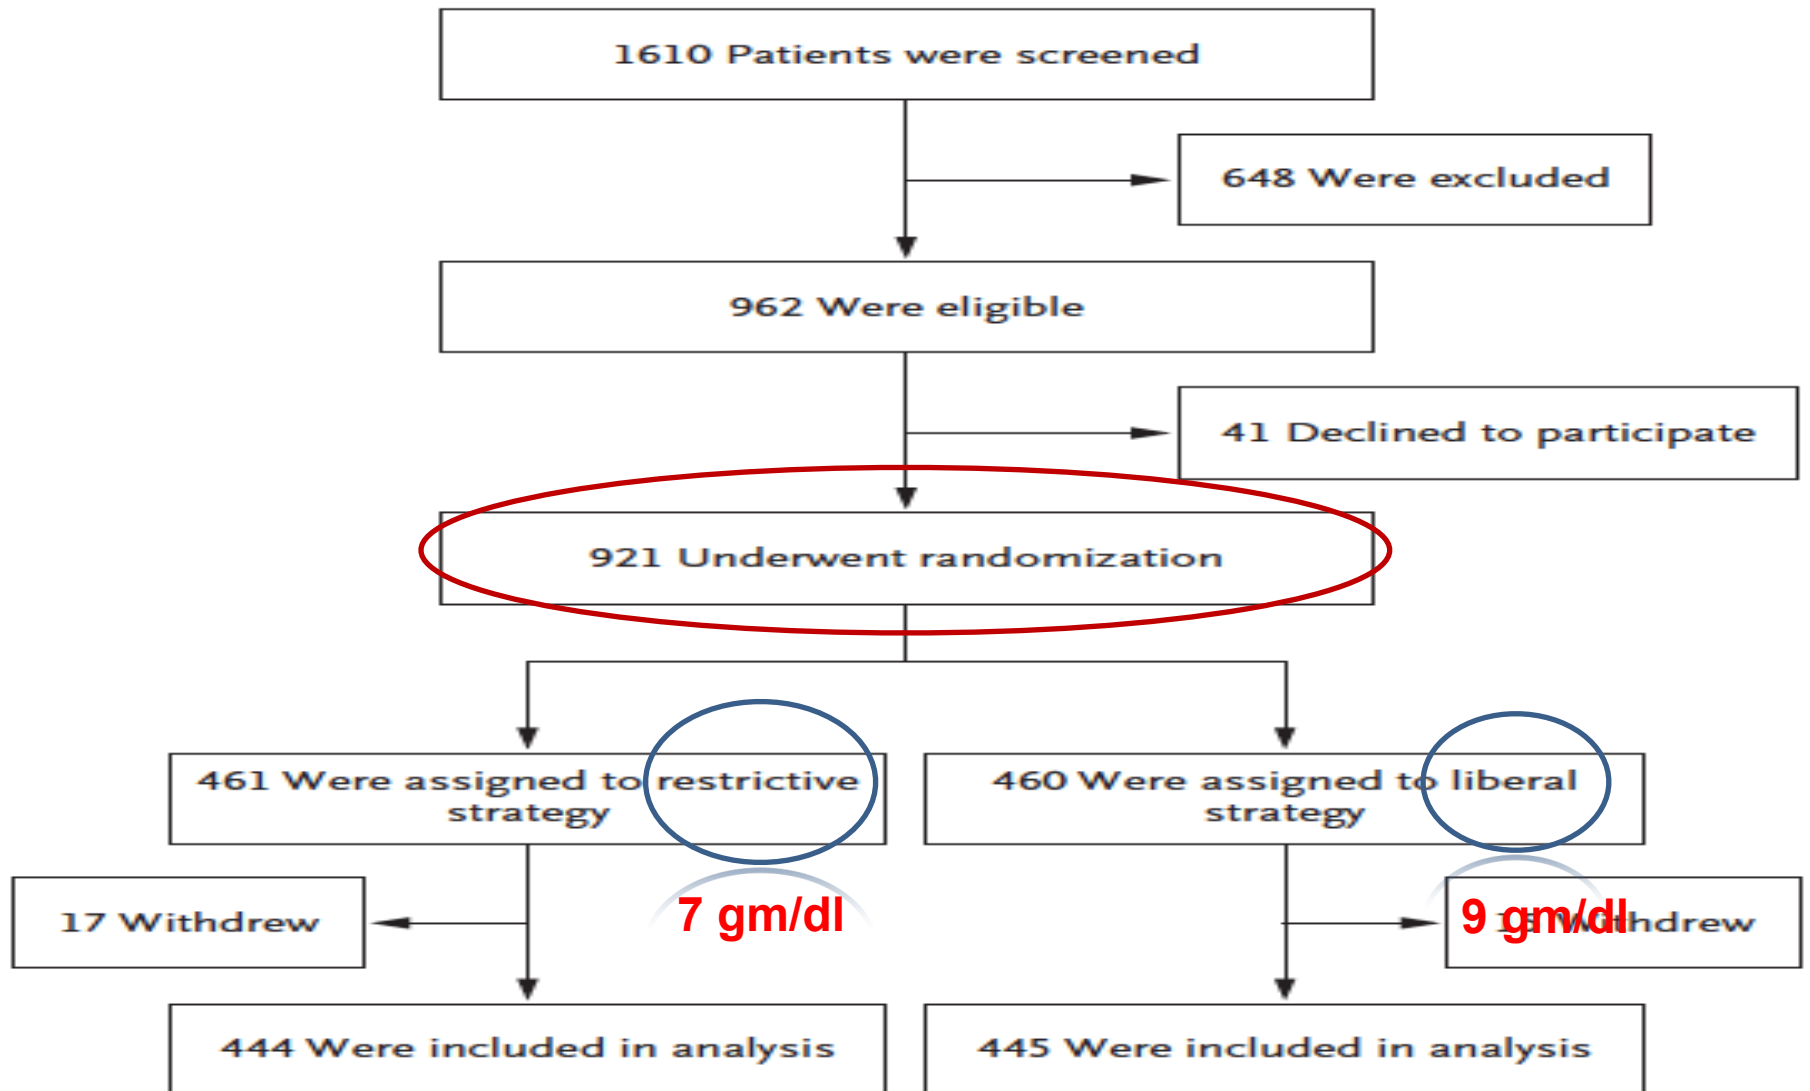 1610 Patients were screened
648 Were excluded
962 Were eligible
41 Declined to participate
921 Underwent randomization
461 Were assigned to restrictive
strategy
460 Were assigned to liberal
strategy
17 Withdrew
7 gm/dl
9 gm/dl
Withdrew
444 Were included in analysis
445 Were included in analysis